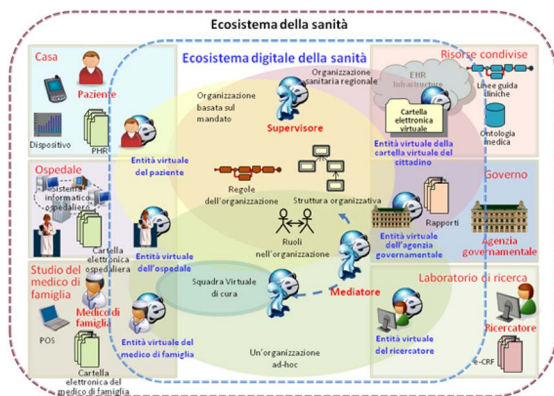 Ecosistema della sanità
Ecosistema digitale della sanità
Casa
Paziente
Dispositivo
PHR
Entità virtuale
del paziente
Organizzazione
basata sul
mandato
Organizzazione
sanitaria regionale
Supervisore
Risorse condivise
EHR
Infrastructure
Cartella
elettronica
virtuale
Linee guida
cliniche
Ontologia
medica
Entità virtuale della
cartella virtuale del
cittadino
Ospedale
Sistema
informatico
ospedaliero
Cartella
elettronica
ospedaliera
Entità virtuale
dell'ospedale
Regole
dell'organizzazione
Struttura organizzativa
Ruoli
nell'organizzazione
Governo
Rapporti
Entità virtuale
dell'agenzia
governamentale
Agenzia
governamentale
Studio del
medico di
famiglia
Medico di
famiglia
POS
Cartella
elettronica del
medico di famiglia
Entità virtuale del
medico di famiglia
Squadra Virtuale
di cura
Mediatore
Un'organizzazione
ad-hoc
Laboratorio di ricerca
Ricercatore
Entità virtuale
del ricercatore
e-CRF